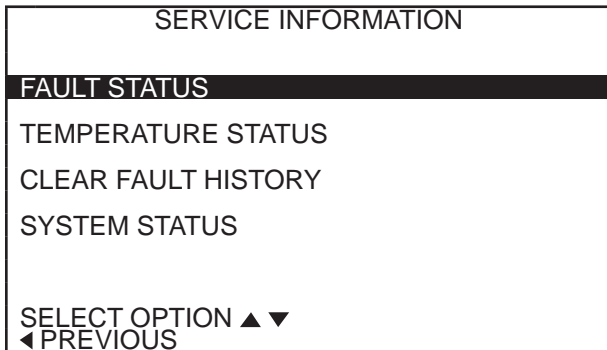 SERVICE INFORMATION
FAULT STATUS
TEMPERATURE STATUS
CLEAR FAULT HISTORY
SYSTEM STATUS
SELECT OPTION ▲ ▼
◀ PREVIOUS